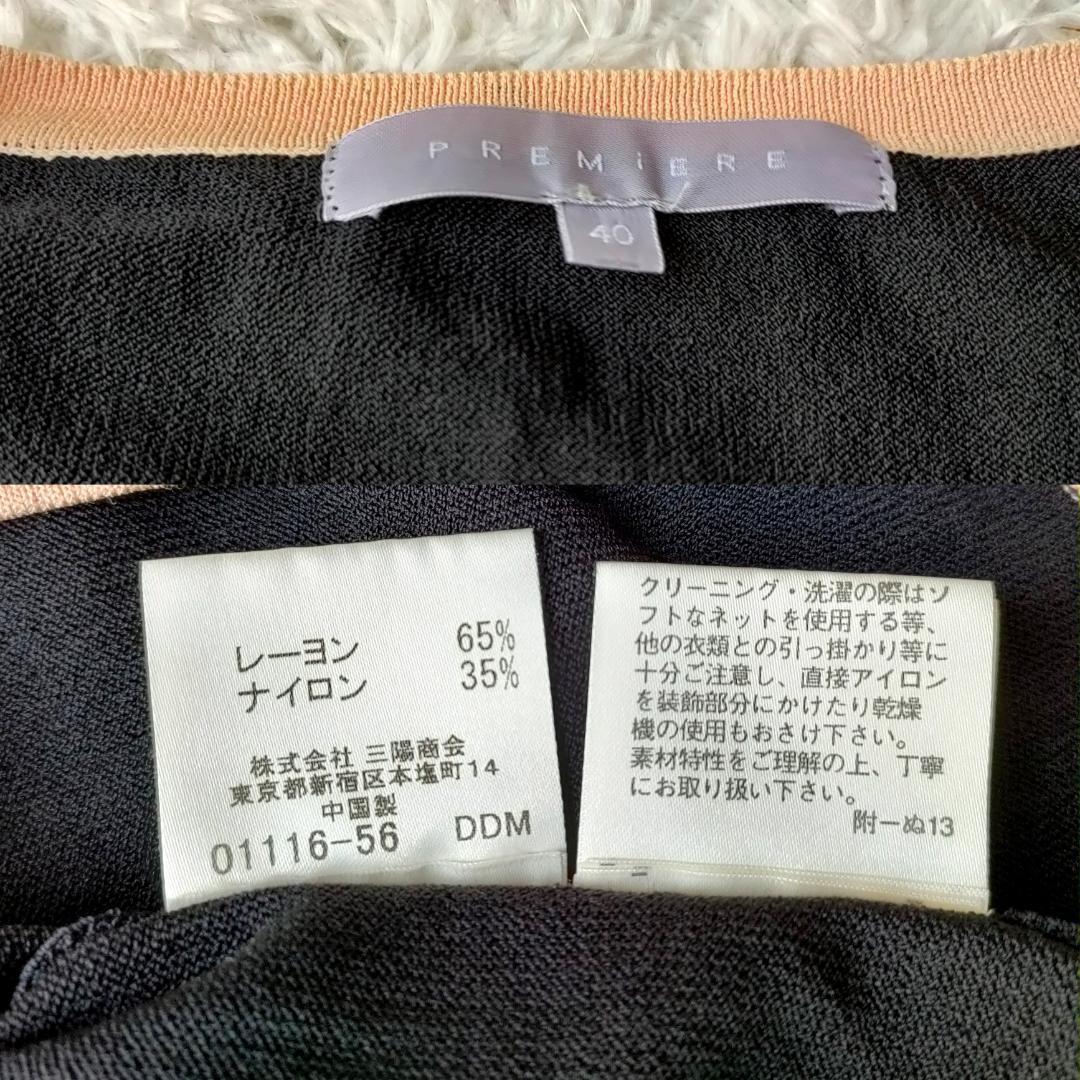 PREMiERE
40
レーヨン 65%
ナイロン 35%
株式会社 三陽商会
東京都新宿区本塩町14
中国製
01116-56 DDM
クリーニング・洗濯の際はソ
フトなネットを使用する等、
他の衣類との引っ掛かり等に
十分ご注意し、直接アイロン
を装飾部分にかけたり乾燥
機の使用もおさけ下さい。
素材特性をご理解の上、丁寧
にお取り扱い下さい。
附ーぬ13